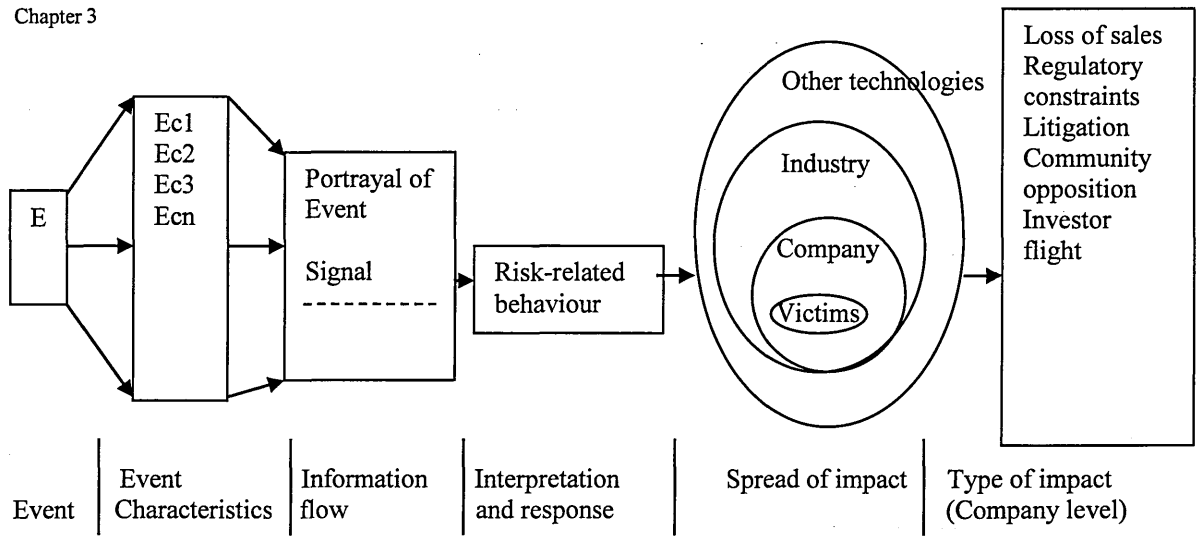 Chapter 3
E
Ec1
Ec2
Ec3
Ecn
Portrayal of
Event
Signal
Risk-related
behaviour
Other technologies
Industry
Company
Victims
Loss of sales
Regulatory
constraints
Litigation
Community
opposition
Investor
flight
Event
Event
Characteristics
Information
flow
Interpretation
and response
Spread of impact
Type of impact
(Company level)